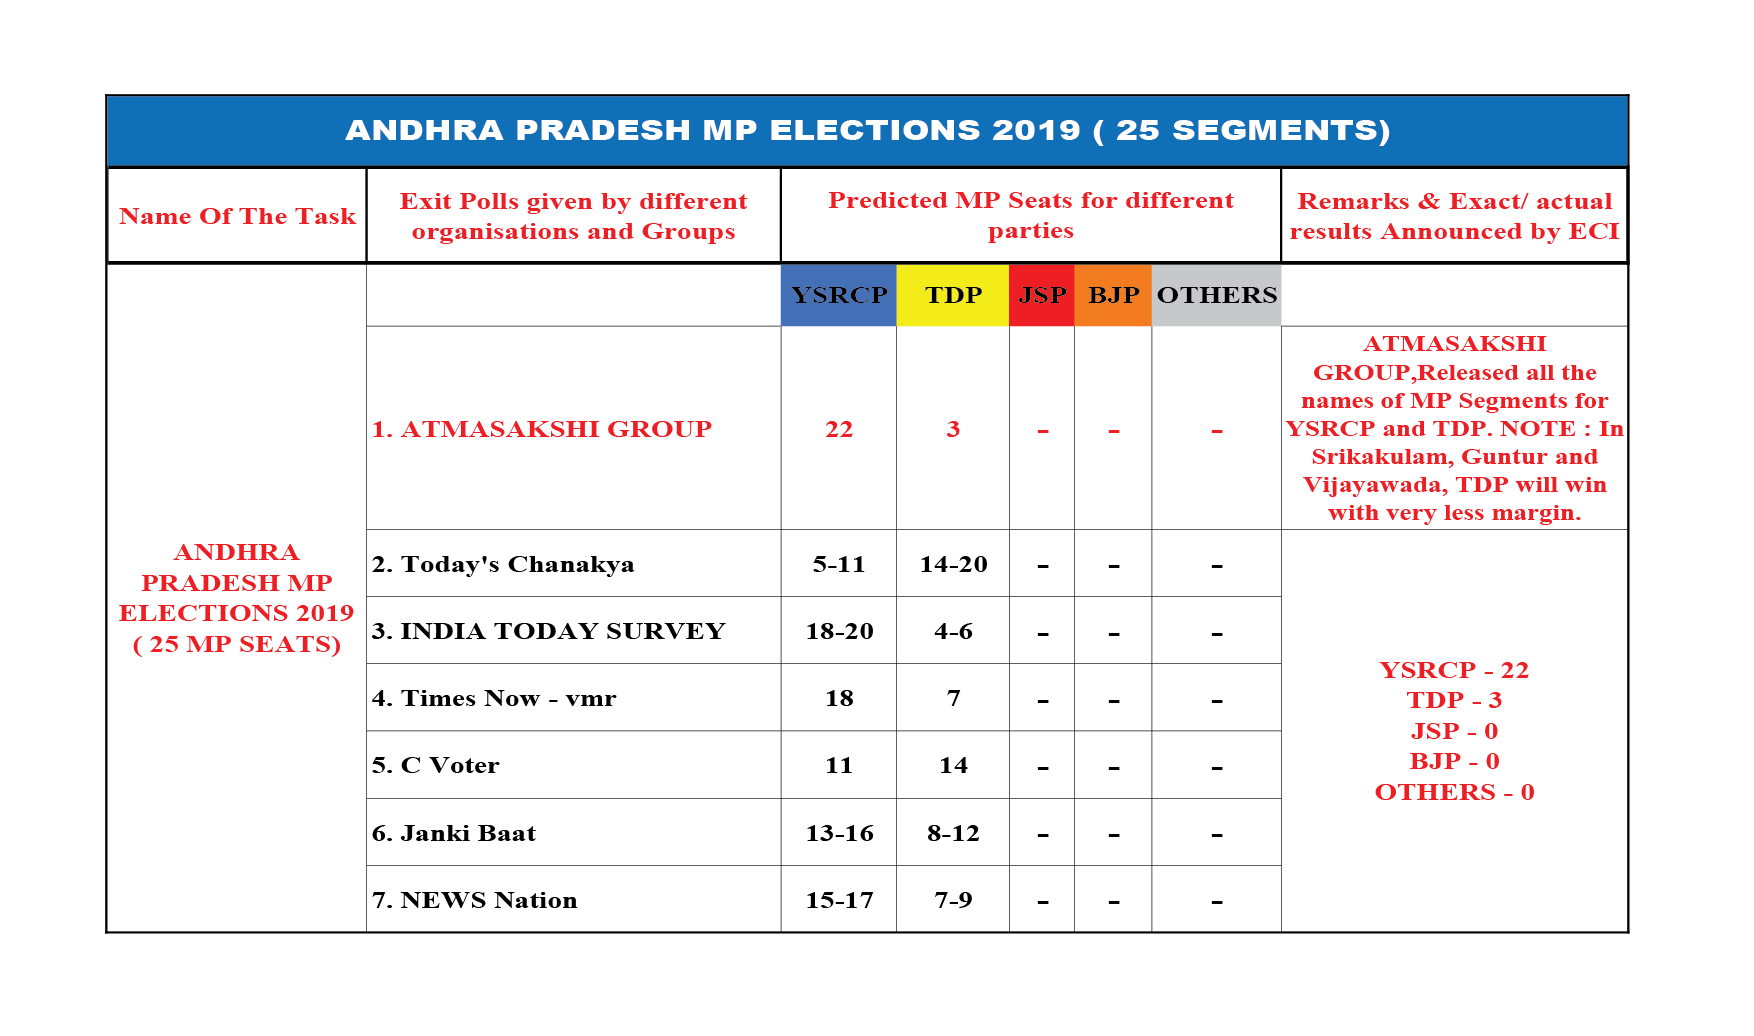 ANDHRA PRADESH MP ELECTIONS 2019 ( 25 SEGMENTS)
Name Of The Task
Exit Polls given by different
organisations and Groups
Predicted MP Seats for different
parties
Remarks & Exact/ actual
results Announced by ECI
YSRCP TDP JSP BJP OTHERS
ANDHRA
PRADESH MP
ELECTIONS 2019
( 25 MP SEATS)
1. ATMASAKSHI GROUP 22 3 - - -
ATMASAKSHI
GROUP,Released all the
names of MP Segments for
YSRCP and TDP. NOTE : In
Srikakulam, Guntur and
Vijayawada, TDP will win
with very less margin.
2. Today's Chanakya 5-11 14-20 - - -
3. INDIA TODAY SURVEY 18-20 4-6 - - -
4. Times Now - vmr 18 7 - - -
5. C Voter 11 14 - - -
6. Janki Baat 13-16 8-12 - - -
7. NEWS Nation 15-17 7-9 - - -
YSRCP - 22
TDP - 3
JSP - 0
BJP - 0
OTHERS - 0